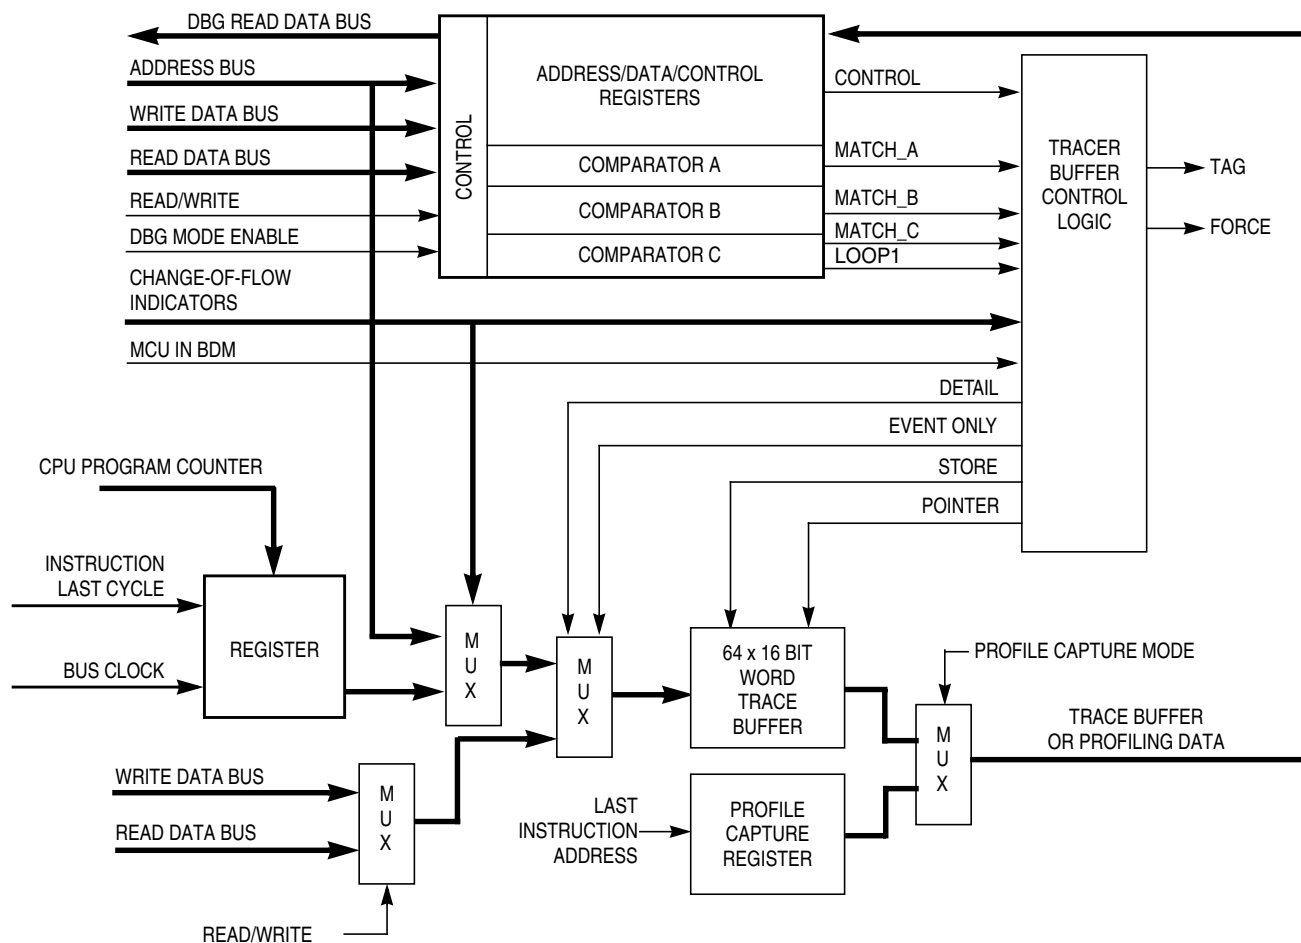 DBG READ DATA BUS
ADDRESS BUS
WRITE DATA BUS
READ DATA BUS
READ/WRITE
DBG MODE ENABLE
CHANGE-OF-FLOW
INDICATORS
MCU IN BDM
CONTROL
ADDRESS/DATA/CONTROL
REGISTERS
COMPARATOR A
COMPARATOR B
COMPARATOR C
CONTROL
MATCH_A
MATCH_B
MATCH_C
LOOP1
TRACER
BUFFER
CONTROL
LOGIC
TAG
FORCE
DETAIL
EVENT ONLY
STORE
POINTER
CPU PROGRAM COUNTER
INSTRUCTION
LAST CYCLE
BUS CLOCK
REGISTER
MUX
MUX
64 x 16 BIT
WORD
TRACE
BUFFER
PROFILE CAPTURE MODE
MUX
TRACE BUFFER
OR PROFILING DATA
WRITE DATA BUS
READ DATA BUS
MUX
READ/WRITE
LAST
INSTRUCTION
ADDRESS
PROFILE
CAPTURE
REGISTER